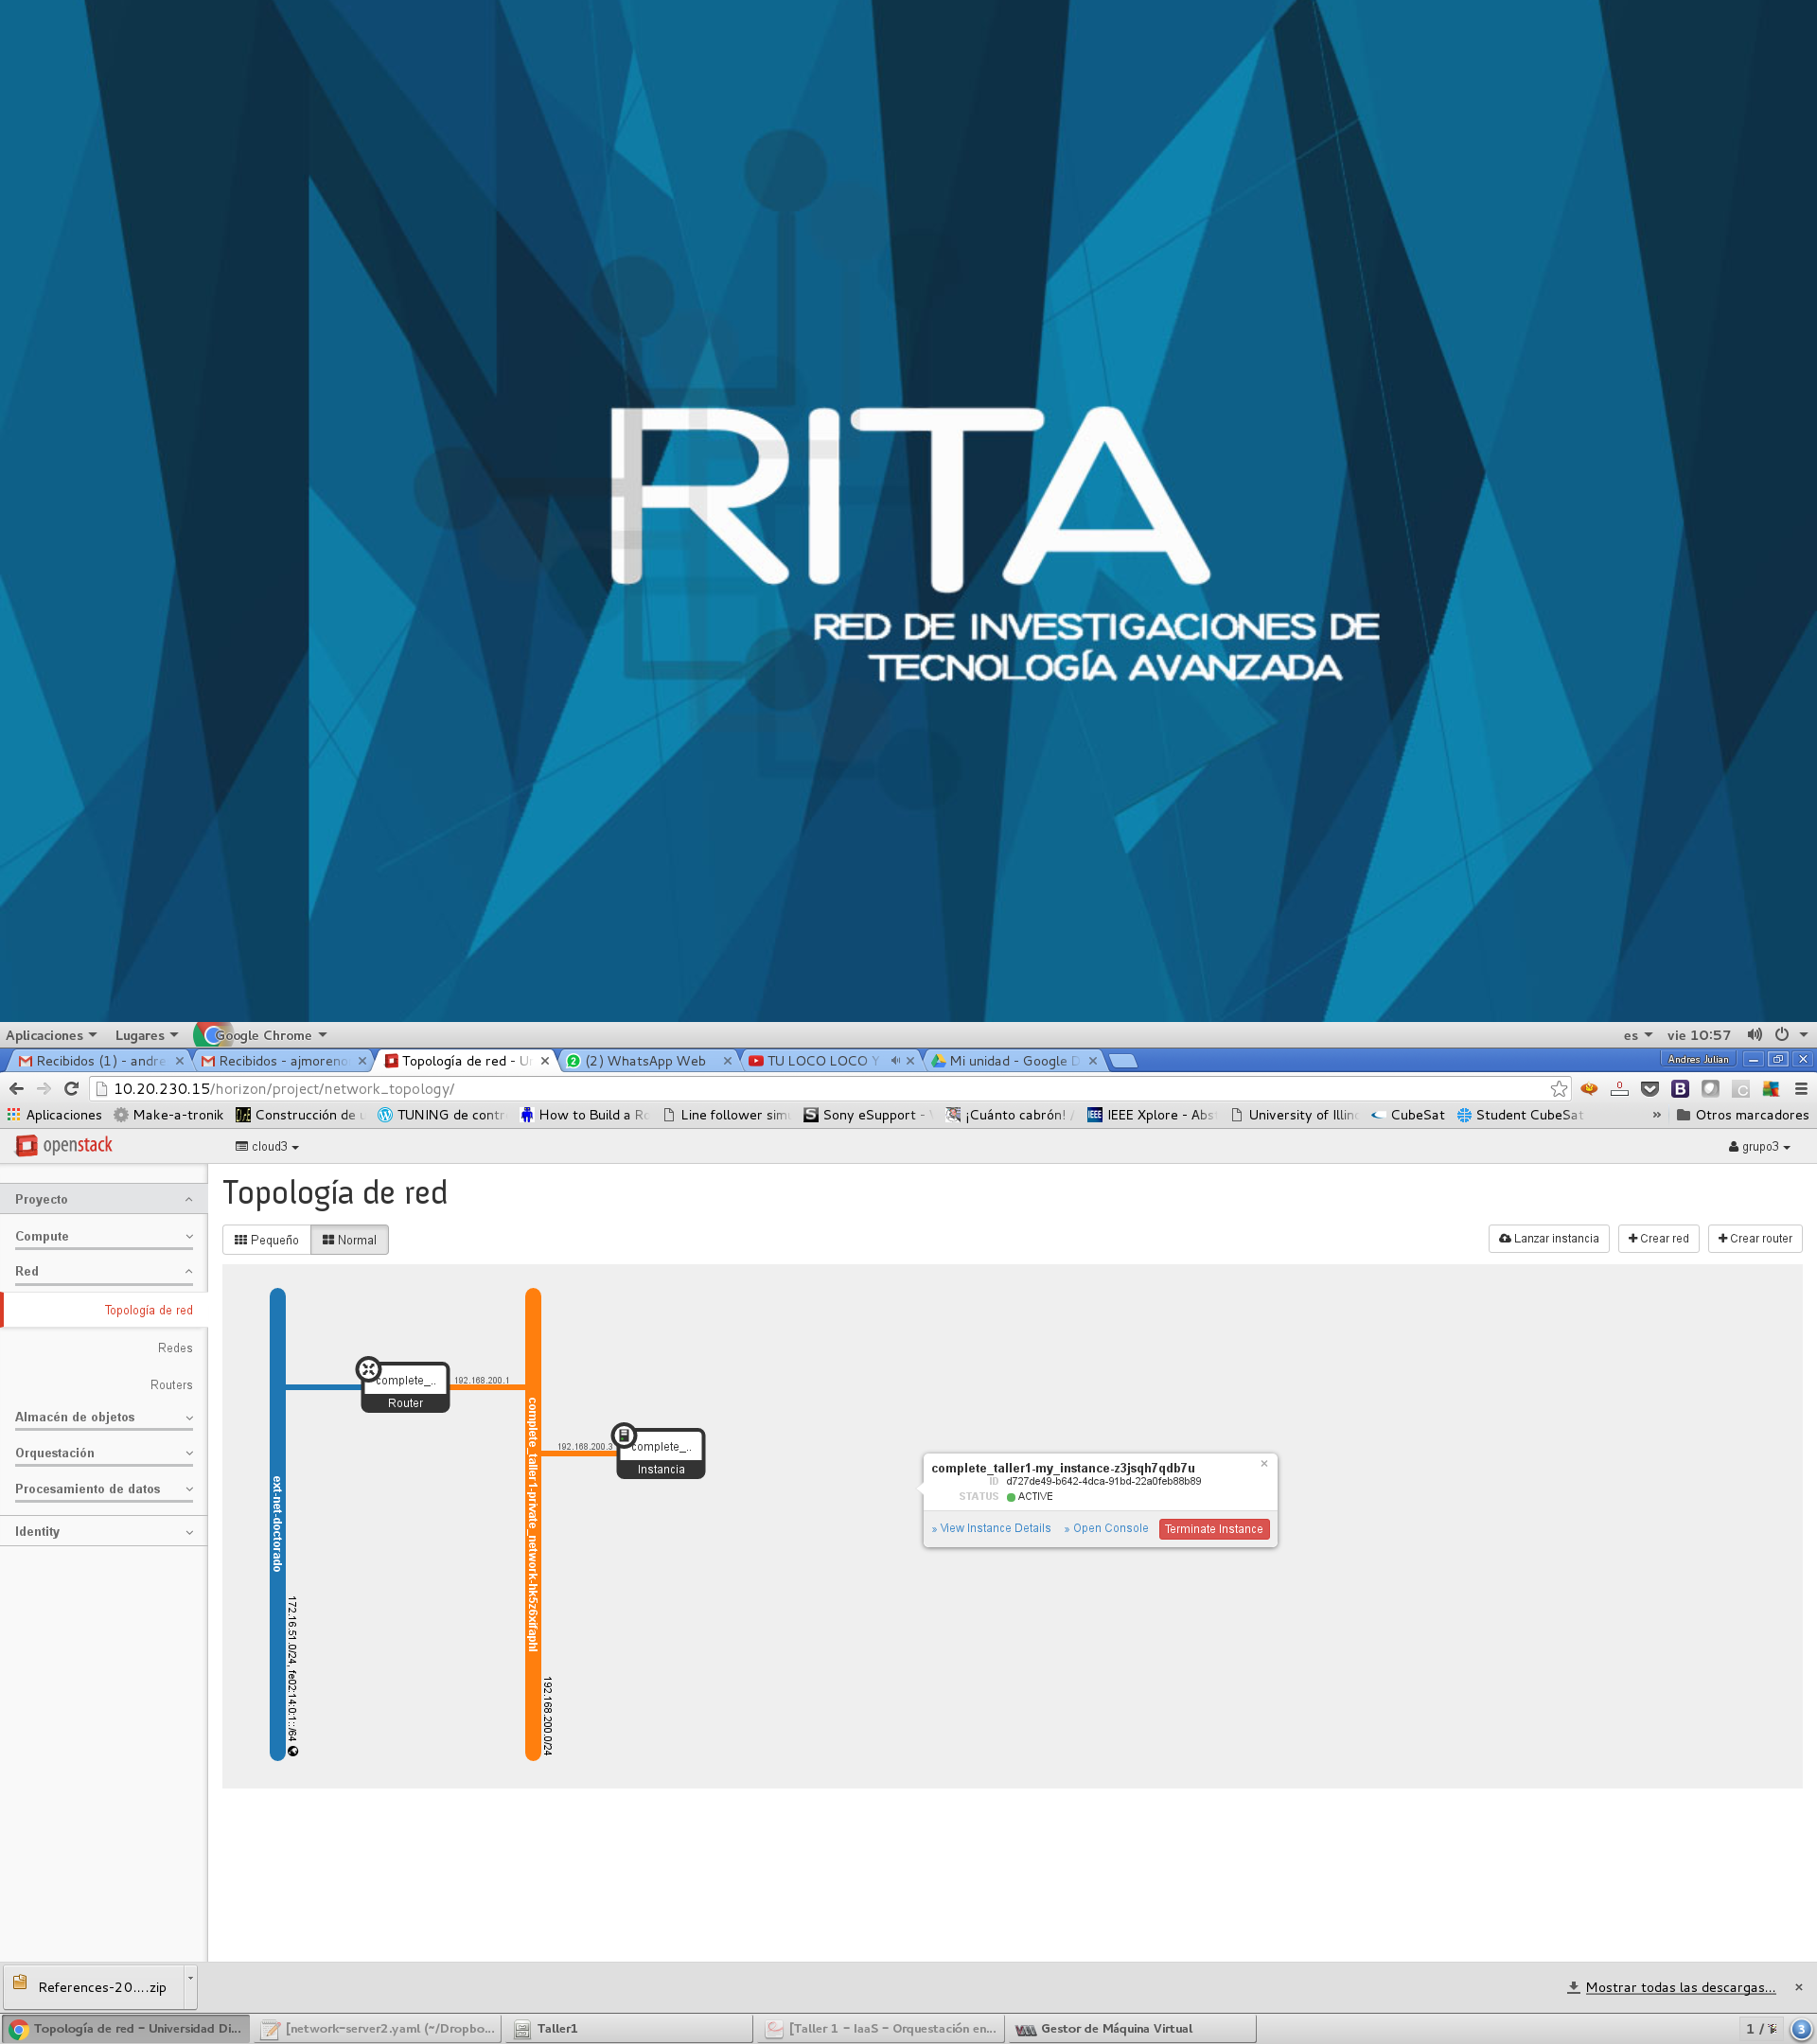 RITA
RED DE INVESTIGACIONES DE
TECNOLOGÍA AVANZADA
Aplicaciones Lugares Google Chrome es vie 10:57
Recibidos (1) - andre Recibidos - ajmoreno Topología de red - Un (2) WhatsApp Web TU LOCO LOCO Y Mi unidad - Google D Andres Julian
10.20.230.15/horizon/project/network_topology/ 0
Aplicaciones Make-a-tronik Construcción de u TUNING de contr How to Build a Ro Line follower simu Sony eSupport - ¡Cuánto cabrón! / IEEE Xplore - Abs University of Illino CubeSat Student CubeSat » Otros marcadores
openstack cloud3 grupo3
Topología de red
Proyecto
Compute
Red
Topología de red
Redes
Routers
Almacén de objetos
Orquestación
Procesamiento de datos
Identity
Pequeño Normal Lanzar instancia Crear red Crear router
ext-net-doctorado
172.16.51.0/24, fe02:14:0:1::/64
complete_..
Router
192.168.200.1
complete_taller1-private_network-hk5z6xifaphl
192.168.200.0/24
192.168.200.3
complete_..
Instancia
complete_taller1-my_instance-z3jsqh7qdb7u
ID d727de49-b642-4dca-91bd-22a0feb88b89
STATUS ACTIVE
» View Instance Details » Open Console Terminate Instance
References-20....zip Mostrar todas las descargas...
Topología de red - Universidad Di... [network-server2.yaml (~/Dropbo... Taller1 [Taller 1 - IaaS - Orquestación en... Gestor de Máquina Virtual 1 / 3